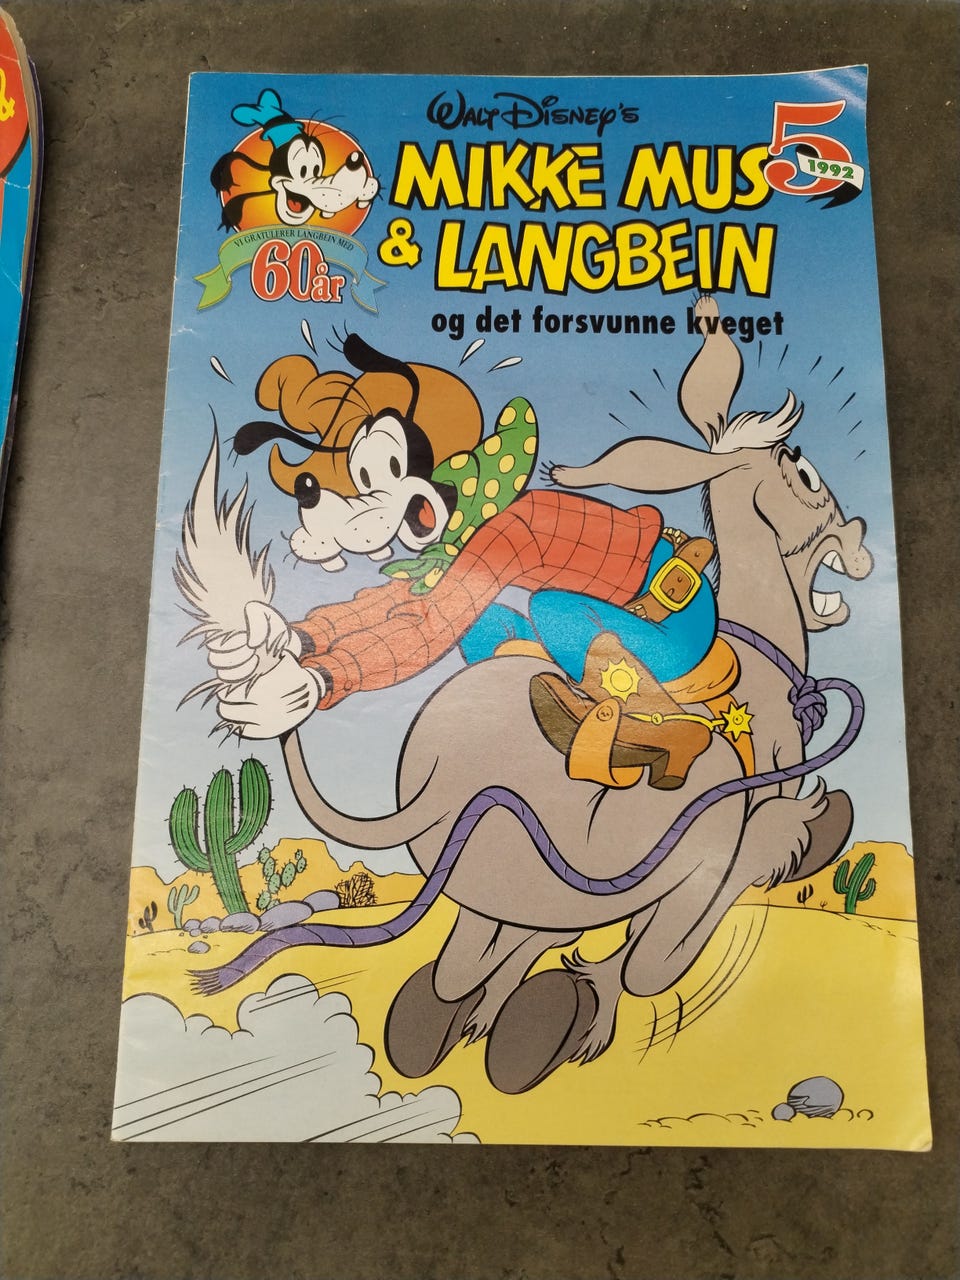 WALT DISNEY'S
MIKKE MUS
& LANGBEIN
og det forsvunne kveget
5
1992
VI GRATULERER LANGBEIN MED
60 år
&